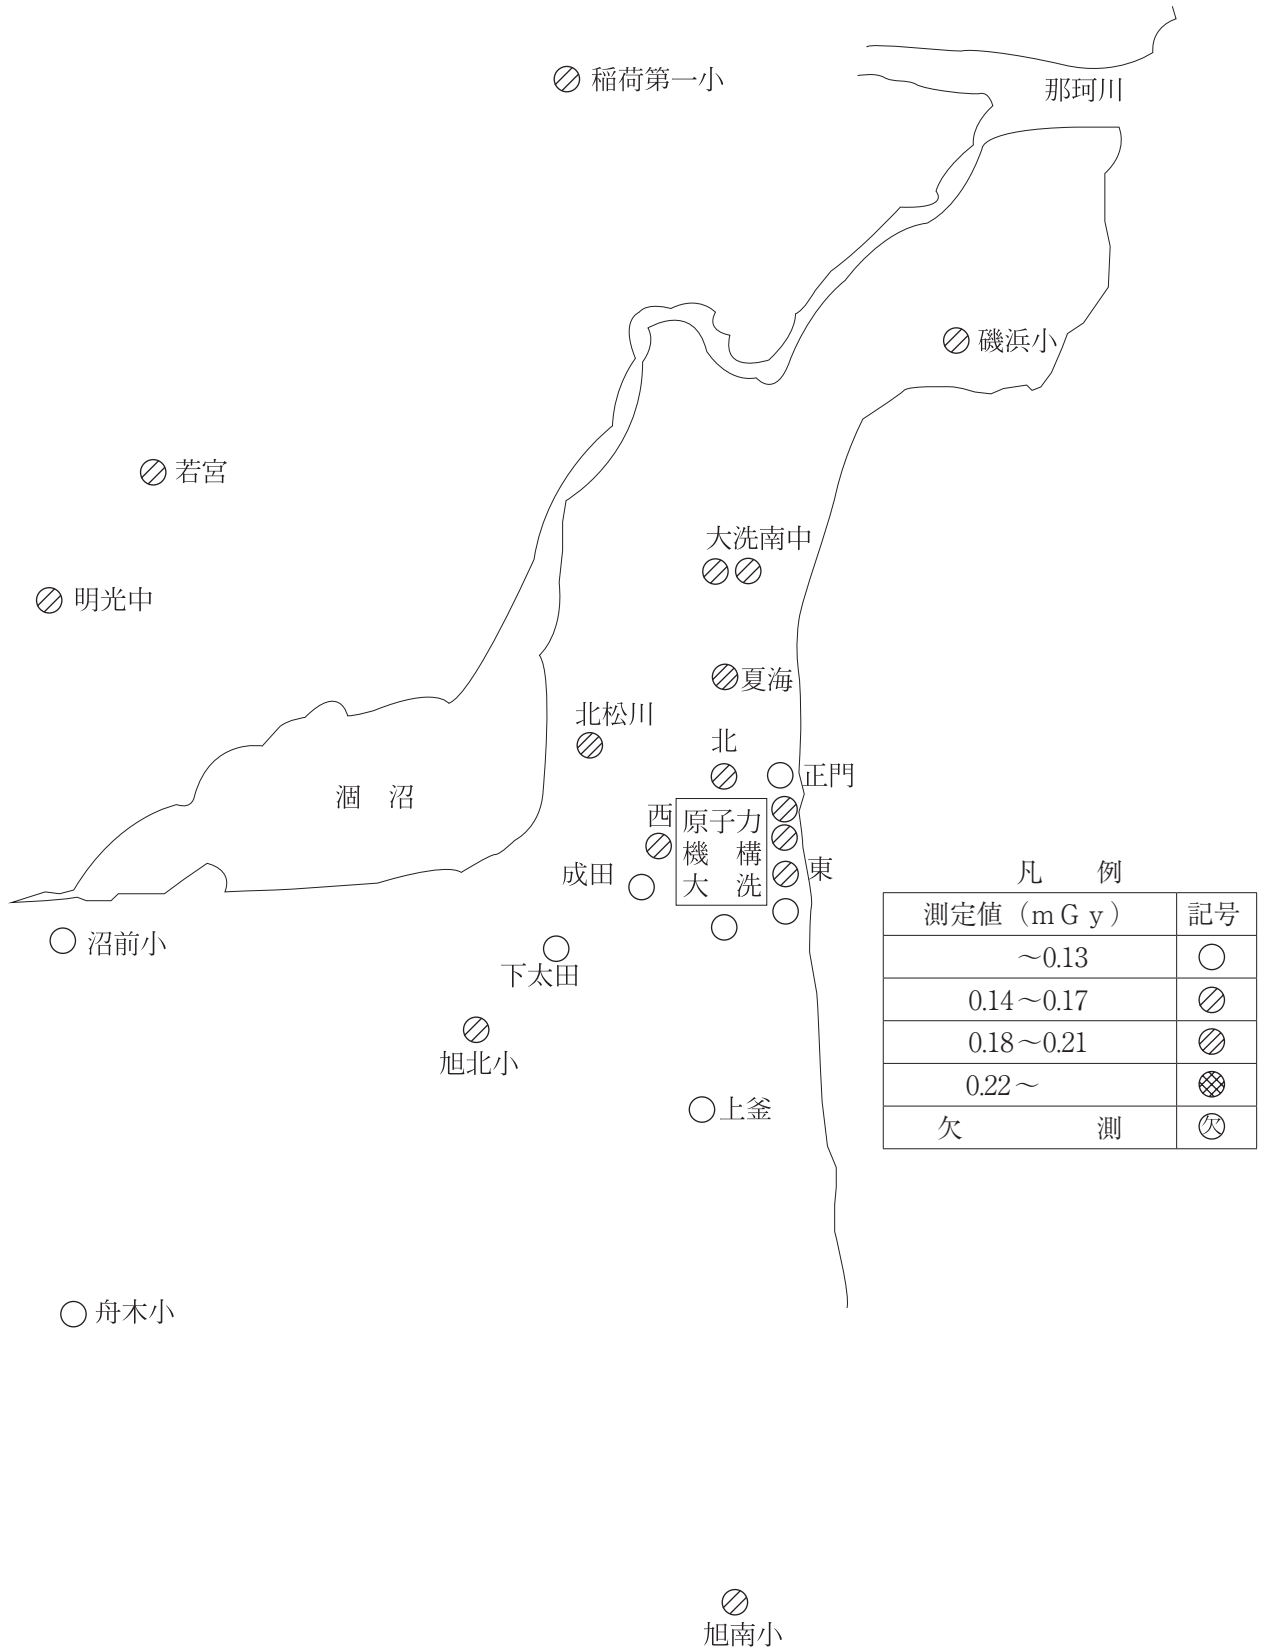 稲荷第一小
那珂川
磯浜小
若宮
大洗南中
明光中
夏海
北松川
北
正門
涸　沼
西
原子力
機　構
大　洗
東
成田
沼前小
下太田
旭北小
上釜
凡　例
測定値（ｍＧｙ）　記号
～0.13
0.14～0.17
0.18～0.21
0.22～
欠　測　欠
舟木小
旭南小